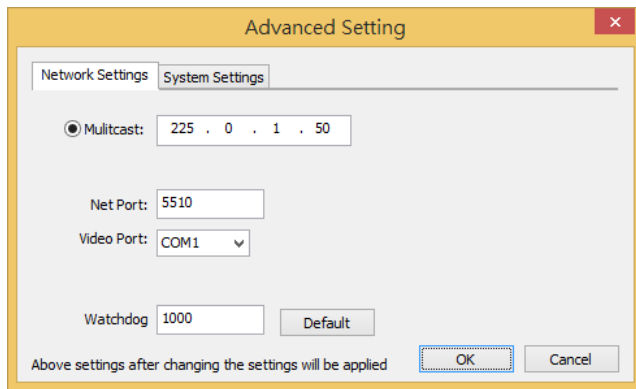 Advanced Setting
Network Settings System Settings
Mulitcast: 225 . 0 . 1 . 50
Net Port: 5510
Video Port: COM1
Watchdog 1000 Default
Above settings after changing the settings will be applied OK Cancel